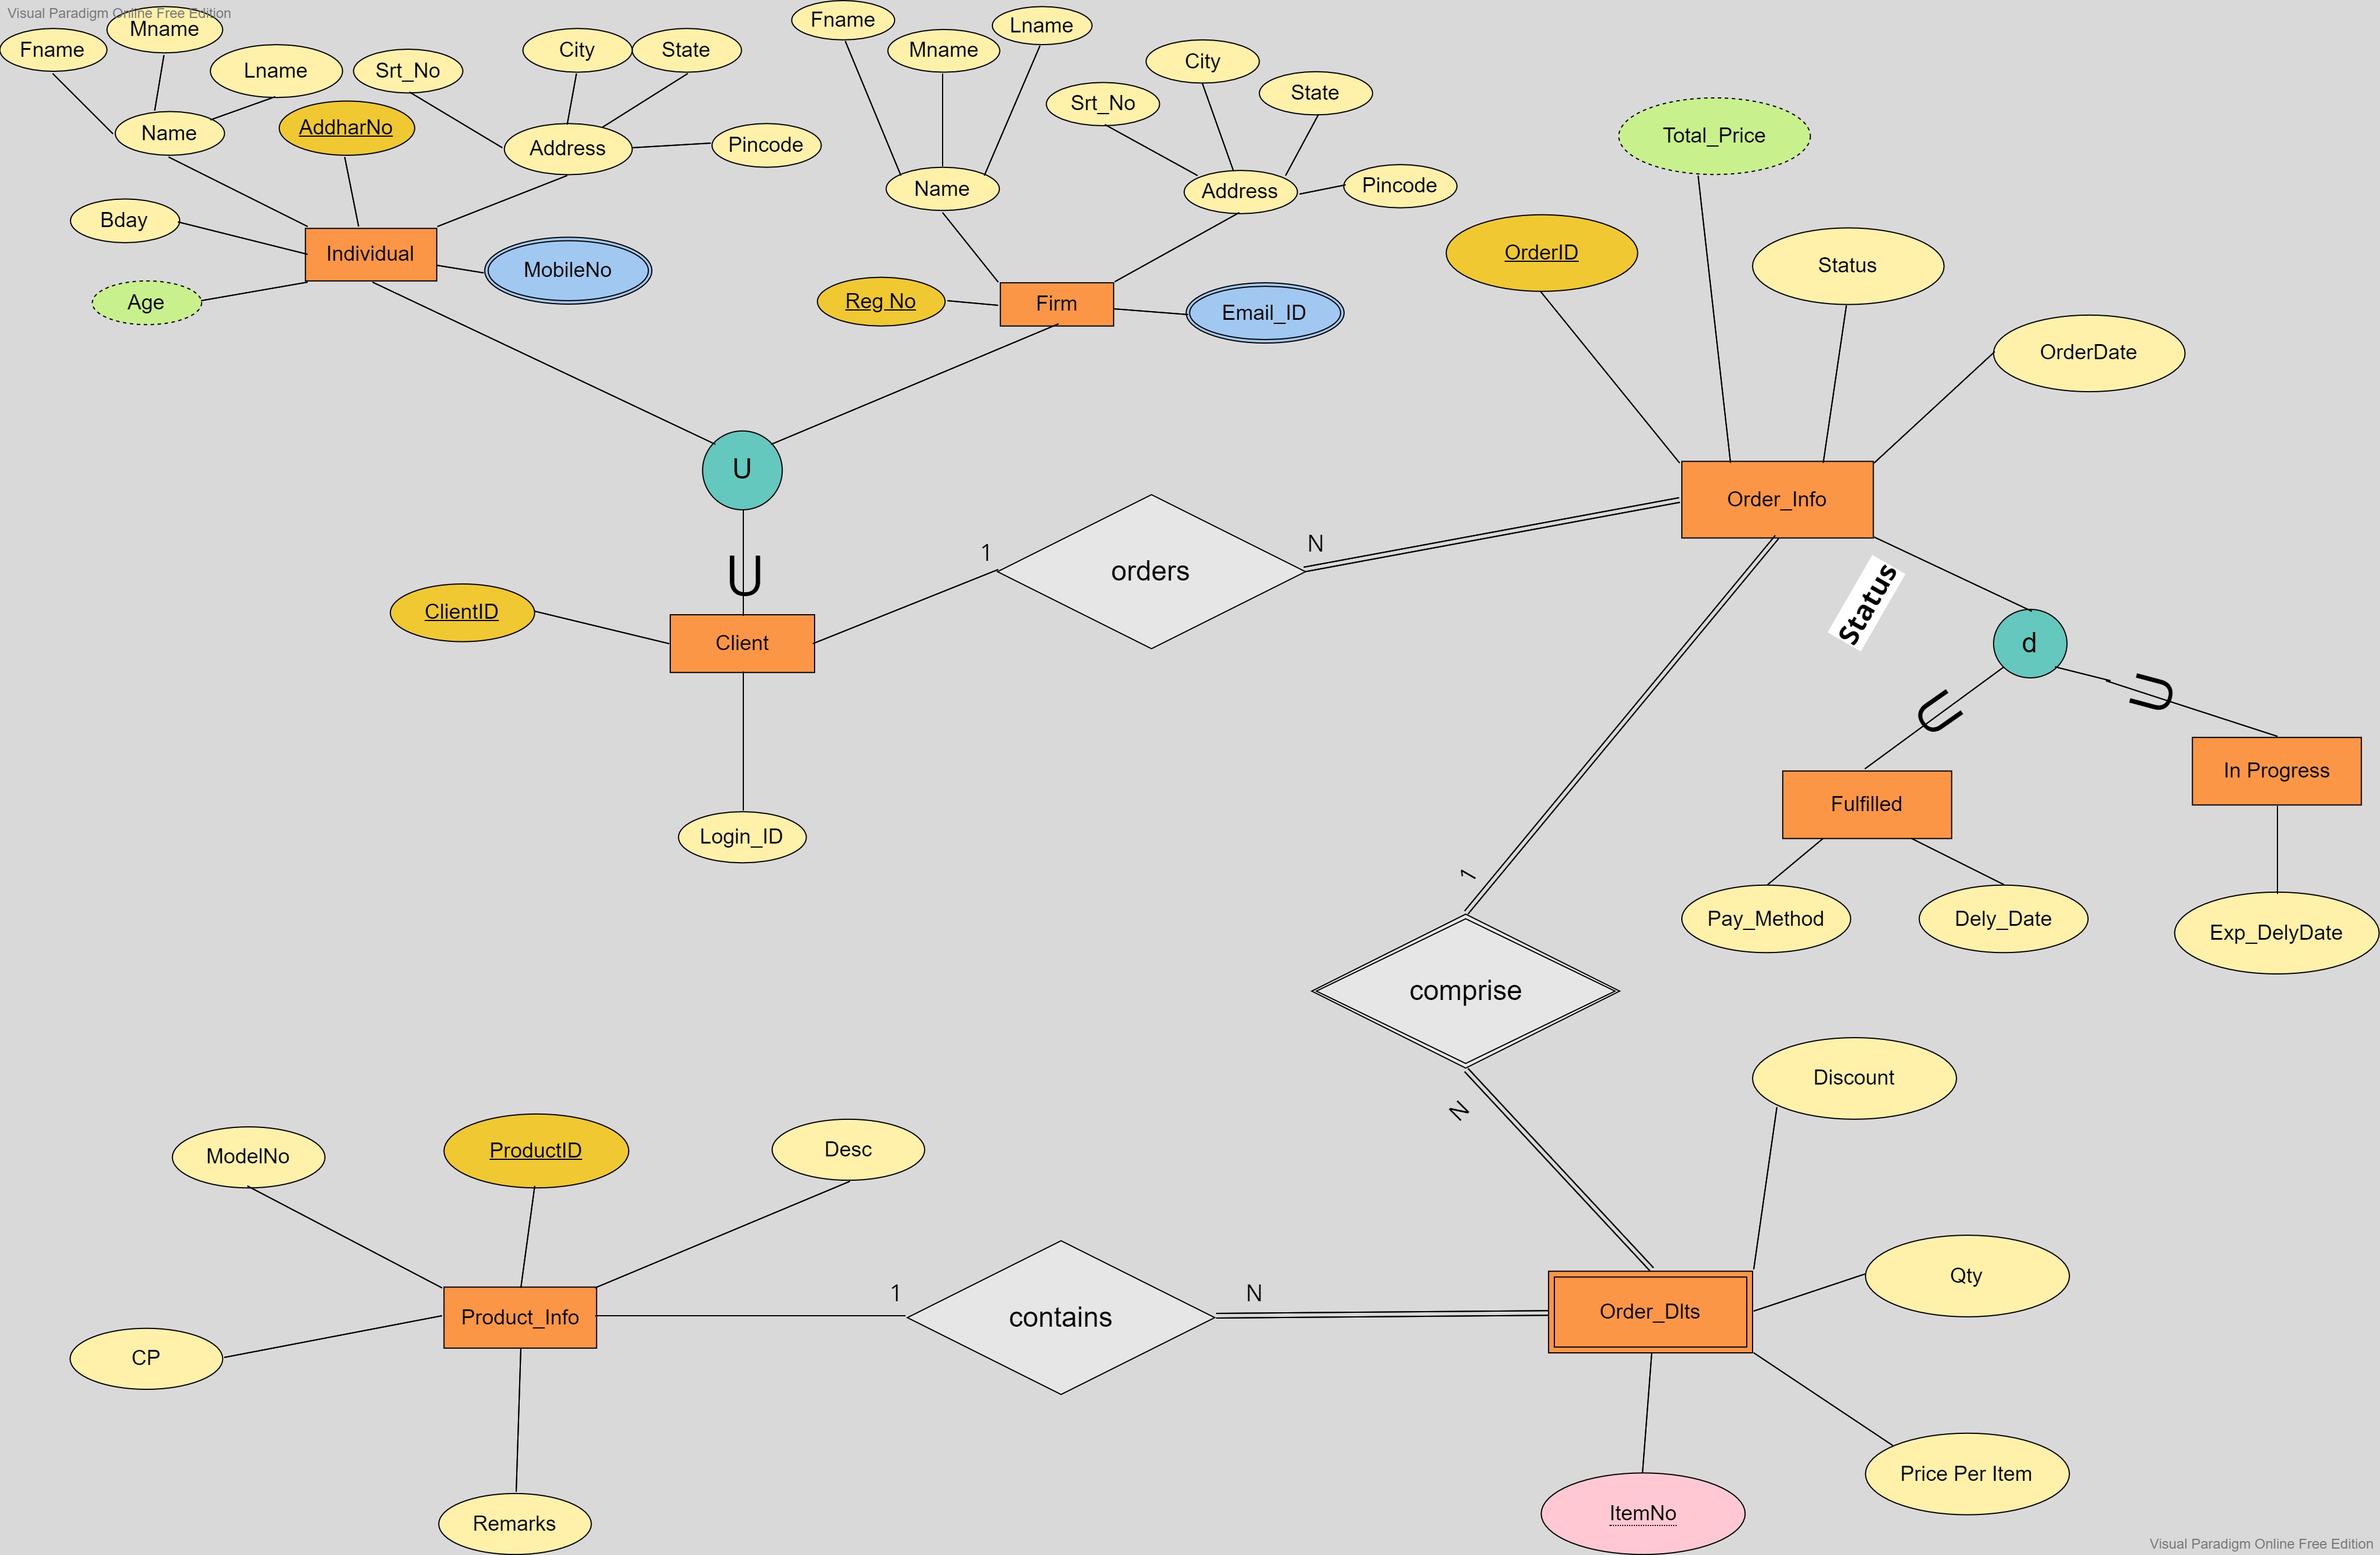 Visual Paradigm Online Free Edition
Fname
Mname
Lname
Name
AddharNo
Srt_No
City
State
Address
Pincode
Bday
Age
Individual
MobileNo
Fname
Mname
Lname
Name
Srt_No
City
State
Address
Pincode
Reg No
Firm
Email_ID
Total_Price
OrderID
Status
OrderDate
Order_Info
U
U
ClientID
Client
Login_ID
1
orders
N
Status
d
U
U
Fulfilled
In Progress
Pay_Method
Dely_Date
Exp_DelyDate
1
comprise
N
Discount
Qty
Order_Dlts
Price Per Item
ItemNo
ModelNo
ProductID
Desc
Product_Info
1
contains
N
CP
Remarks
Visual Paradigm Online Free Edition